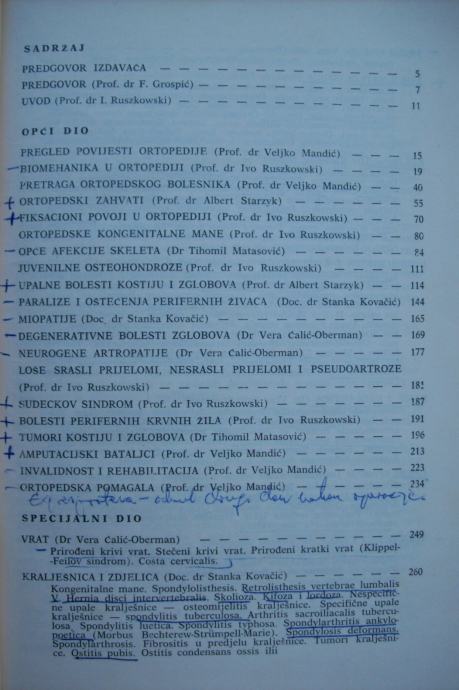 SADRŽAJ
PREDGOVOR IZDAVAČA — — — — — — — — — 5
PREDGOVOR (Prof. dr F. Grospić) — — — — — — — 7
UVOD (Prof. dr I. Ruszkowski) — — — — — — — — 11
OPĆI DIO
PREGLED POVIJESTI ORTOPEDIJE (Prof. dr Veljko Mandić) — — — 15
— BIOMEHANIKA U ORTOPEDIJI (Prof. dr Ivo Ruszkowski) — — — 19
PRETRAGA ORTOPEDSKOG BOLESNIKA (Prof. dr Veljko Mandić) — — 40
+ ORTOPEDSKI ZAHVATI (Prof. dr Albert Starzyk) — — — — 55
+ FIKSACIONI POVOJI U ORTOPEDIJI (Prof. dr Ivo Ruszkowski) — — 70
ORTOPEDSKE KONGENITALNE MANE (Prof. dr Ivo Ruszkowski) — — 80
— OPĆE AFEKCIJE SKELETA (Dr Tihomil Matasović) — — — — 84
JUVENILNE OSTEOHONDROZE (Prof. dr Ivo Ruszkowski) — — — 111
+ UPALNE BOLESTI KOSTIJU I ZGLOBOVA (Prof. dr Albert Starzyk) — — 114
— PARALIZE I OŠTEĆENJA PERIFERNIH ŽIVACA (Doc. dr Stanka Kovačić) 144
— MIOPATIJE (Doc. dr Stanka Kovačić) — — — — — — 165
— DEGENERATIVNE BOLESTI ZGLOBOVA (Dr Vera Čalić-Oberman) — — 169
— NEUROGENE ARTROPATIJE (Dr Vera Čalić-Oberman) — — — — 177
LOŠE SRASLI PRIJELOMI, NESRASLI PRIJELOMI I PSEUDOARTROZE
(Prof. dr Ivo Ruszkowski) — — — — — — — — — 182
+ SUDECKOV SINDROM (Prof. dr Ivo Ruszkowski) — — — — — 187
+ BOLESTI PERIFERNIH KRVNIH ŽILA (Prof. dr Ivo Ruszkowski) — — 191
+ TUMORI KOSTIJU I ZGLOBOVA (Dr Tihomil Matasović) — — — 196
+ AMPUTACIJSKI BATALJCI (Prof. dr Veljko Mandić) — — — — 213
— INVALIDNOST I REHABILITACIJA (Prof. dr Veljko Mandić) — — — 223
— ORTOPEDSKA POMAGALA (Prof. dr Veljko Mandić) — — — — 234
SPECIJALNI DIO
VRAT (Dr Vera Čalić-Oberman) — — — — — — — — 249
— Prirođeni krivi vrat. Stečeni krivi vrat. Prirođeni kratki vrat (Klippel-
Feilov sindrom). Costa cervicalis.
KRALJEŠNICA I ZDJELICA (Doc. dr Stanka Kovačić) — — — — 260
Kongenitalne mane. Spondylolisthesis. Retrolisthesis vertebrae lumbalis
V. Hernia disci intervertebralis. Skolioza. Kifoza i lordoza. Nespecifič-
ne upale kralješnice — osteomijelitis kralješnice. Specifične upale
kralješnice — spondylitis tuberculosa. Arthritis sacroiliacalis tubercu-
losa. Spondylitis luetica. Spondylitis typhosa. Spondylarthritis ankylo-
poetica (Morbus Bechterew-Strümpell-Marie). Spondylosis deformans.
Spondylarthrosis. Fibrositis u predjelu kralješnice. Tumori kralješni-
ce. Ostitis pubis. Ostitis condensans ossis ilii